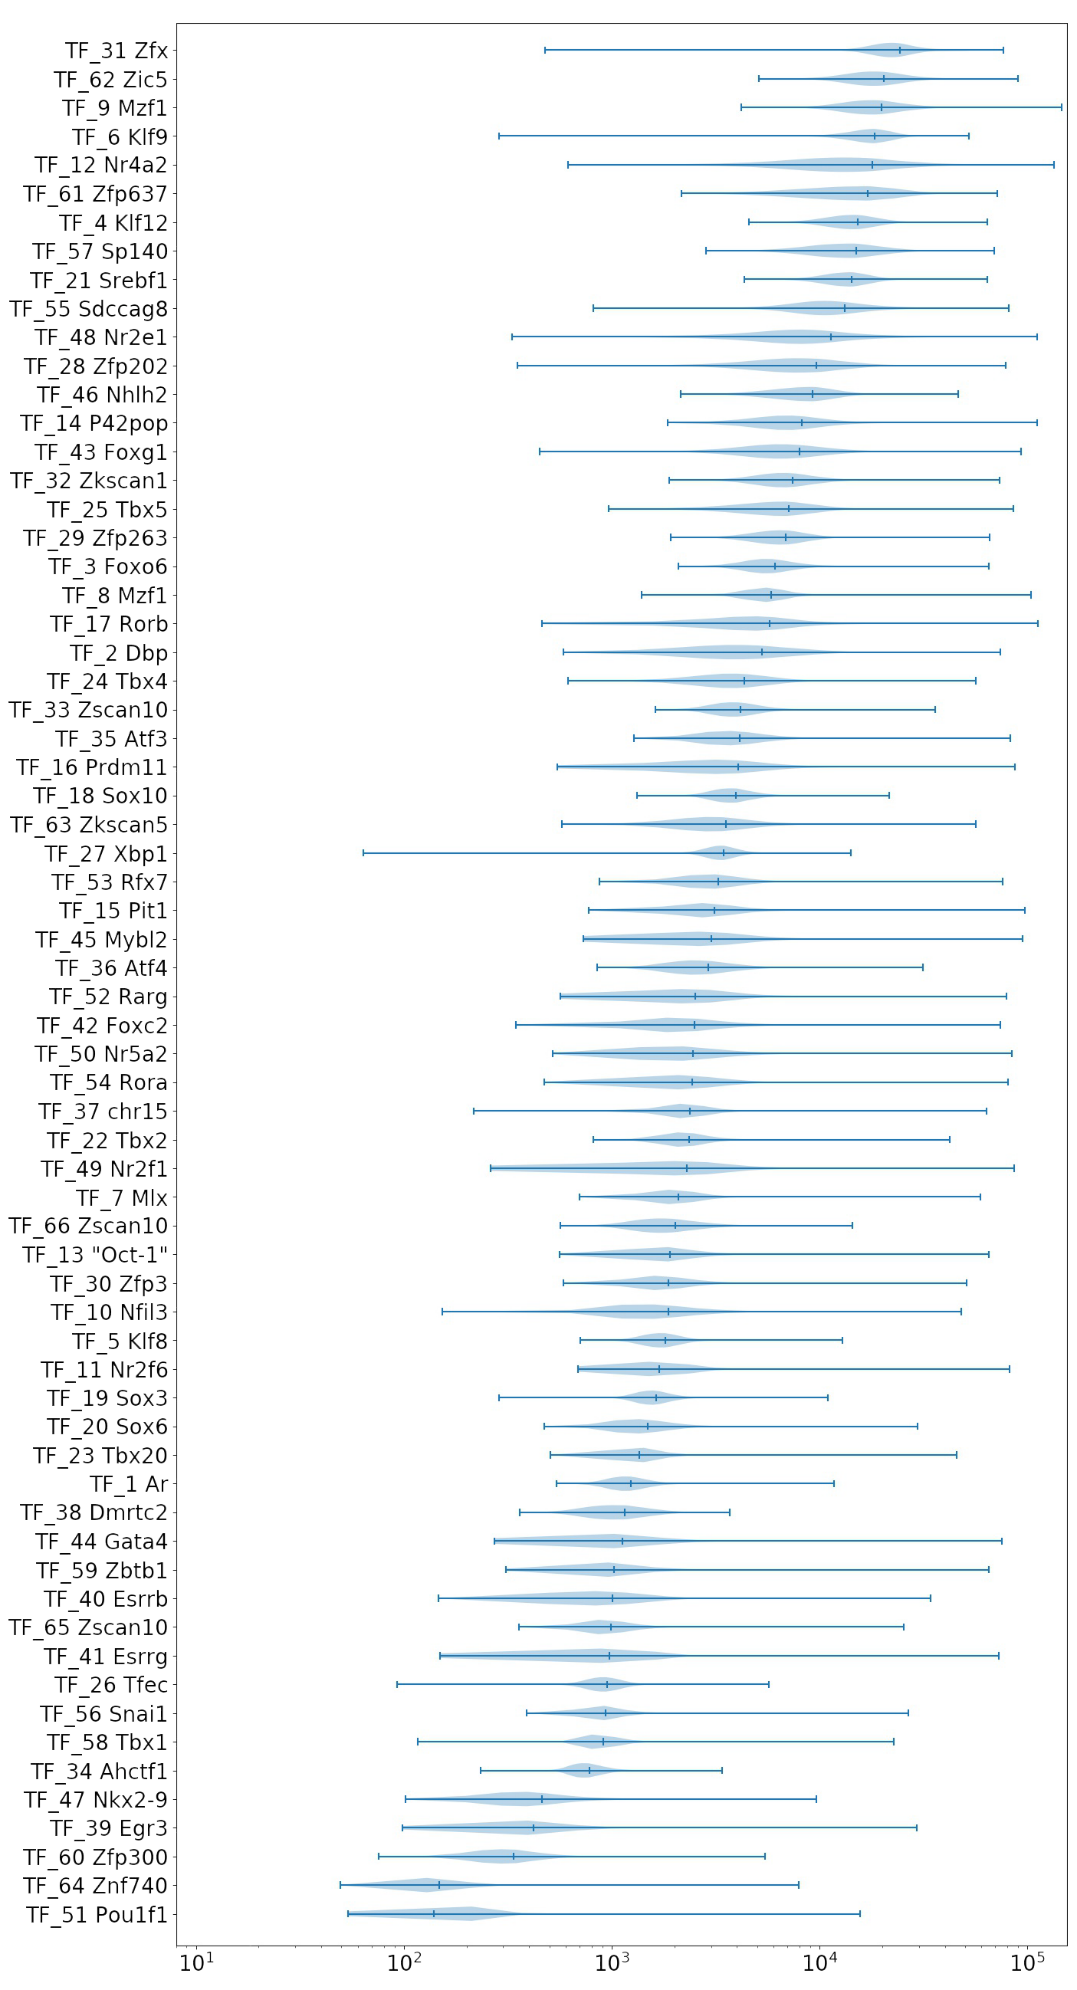 TF_31 Zfx
TF_62 Zic5
TF_9 Mzf1
TF_6 Klf9
TF_12 Nr4a2
TF_61 Zfp637
TF_4 Klf12
TF_57 Sp140
TF_21 Srebf1
TF_55 Sdccag8
TF_48 Nr2e1
TF_28 Zfp202
TF_46 Nhlh2
TF_14 P42pop
TF_43 Foxg1
TF_32 Zkscan1
TF_25 Tbx5
TF_29 Zfp263
TF_3 Foxo6
TF_8 Mzf1
TF_17 Rorb
TF_2 Dbp
TF_24 Tbx4
TF_33 Zscan10
TF_35 Atf3
TF_16 Prdm11
TF_18 Sox10
TF_63 Zkscan5
TF_27 Xbp1
TF_53 Rfx7
TF_15 Pit1
TF_45 Mybl2
TF_36 Atf4
TF_52 Rarg
TF_42 Foxc2
TF_50 Nr5a2
TF_54 Rora
TF_37 chr15
TF_22 Tbx2
TF_49 Nr2f1
TF_7 Mlx
TF_66 Zscan10
TF_13 "Oct-1"
TF_30 Zfp3
TF_10 Nfil3
TF_5 Klf8
TF_11 Nr2f6
TF_19 Sox3
TF_20 Sox6
TF_23 Tbx20
TF_1 Ar
TF_38 Dmrtc2
TF_44 Gata4
TF_59 Zbtb1
TF_40 Esrrb
TF_65 Zscan10
TF_41 Esrrg
TF_26 Tfec
TF_56 Snai1
TF_58 Tbx1
TF_34 Ahctf1
TF_47 Nkx2-9
TF_39 Egr3
TF_60 Zfp300
TF_64 Znf740
TF_51 Pou1f1
10¹ 10² 10³ 10⁴ 10⁵